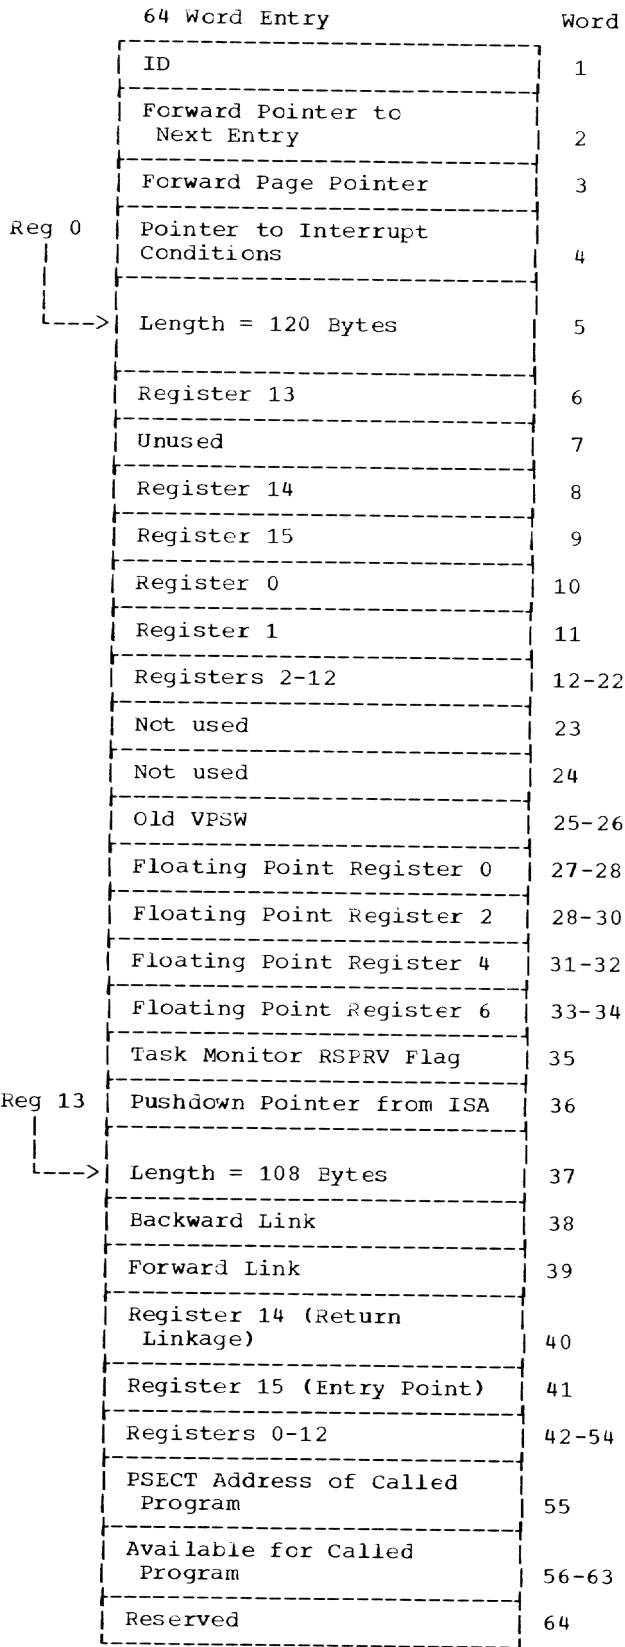 64 Word Entry Word
ID 1
Forward Pointer to
Next Entry 2
Forward Page Pointer 3
Reg 0 Pointer to Interrupt
Conditions 4
Length = 120 Bytes 5
Register 13 6
Unused 7
Register 14 8
Register 15 9
Register 0 10
Register 1 11
Registers 2-12 12-22
Not used 23
Not used 24
Old VPSW 25-26
Floating Point Register 0 27-28
Floating Point Register 2 28-30
Floating Point Register 4 31-32
Floating Point Register 6 33-34
Task Monitor RSPRV Flag 35
Reg 13 Pushdown Pointer from ISA 36
Length = 108 Bytes 37
Backward Link 38
Forward Link 39
Register 14 (Return
Linkage) 40
Register 15 (Entry Point) 41
Registers 0-12 42-54
PSECT Address of Called
Program 55
Available for Called
Program 56-63
Reserved 64